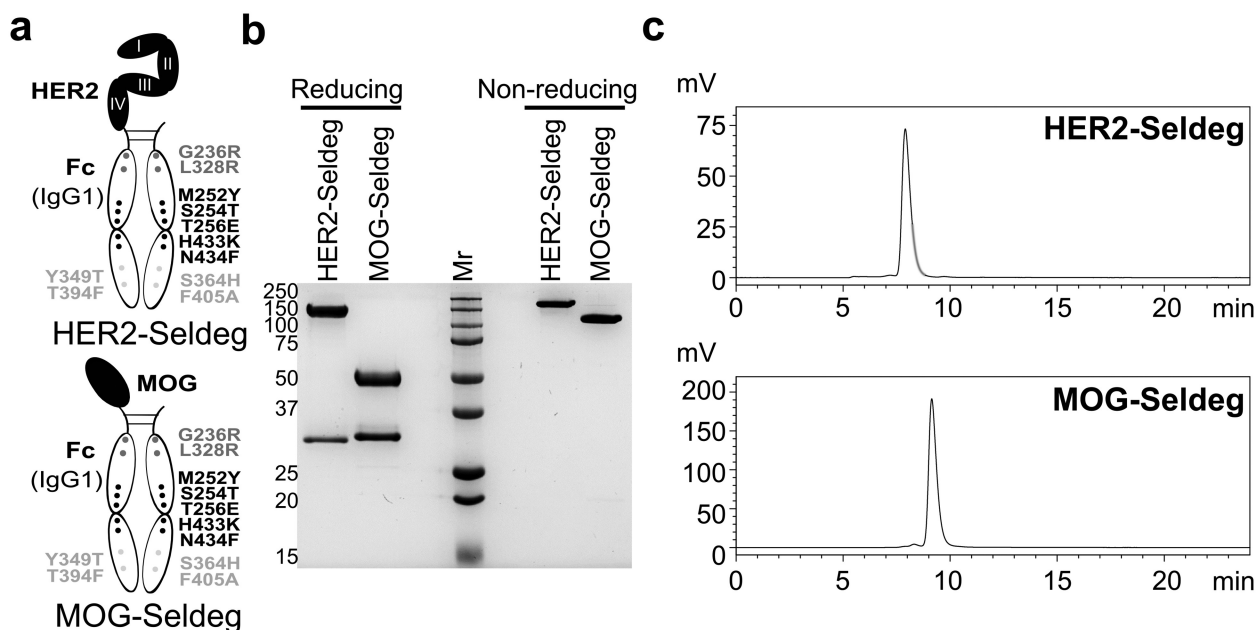 a
I
II
III
IV
HER2
Fc
(IgG1)
G236R
L328R
M252Y
S254T
T256E
H433K
N434F
Y349T
T394F
S364H
F405A
HER2-Seldeg
MOG
Fc
(IgG1)
G236R
L328R
M252Y
S254T
T256E
H433K
N434F
Y349T
T394F
S364H
F405A
MOG-Seldeg
b
Reducing
Non-reducing
HER2-Seldeg
MOG-Seldeg
Mr
HER2-Seldeg
MOG-Seldeg
250
150
100
75
50
37
25
20
15
c
mV
HER2-Seldeg
75
50
25
0
0 5 10 15 20 min
mV
MOG-Seldeg
200
150
100
50
0
0 5 10 15 20 min